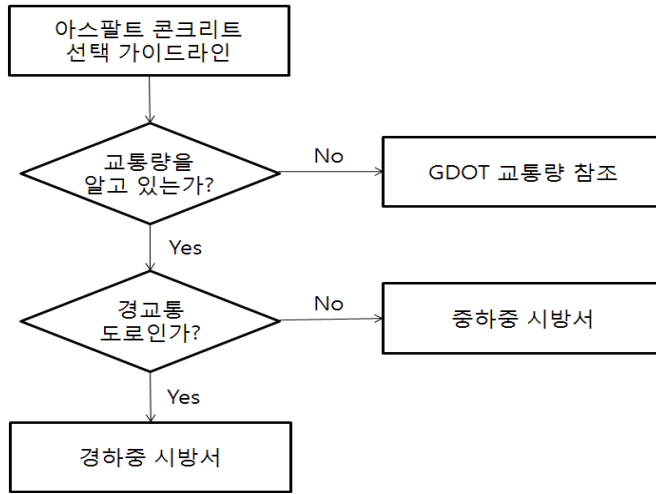 아스팔트 콘크리트
선택 가이드라인
교통량을
알고 있는가?
No
GDOT 교통량 참조
Yes
경교통
도로인가?
No
중하중 시방서
Yes
경하중 시방서